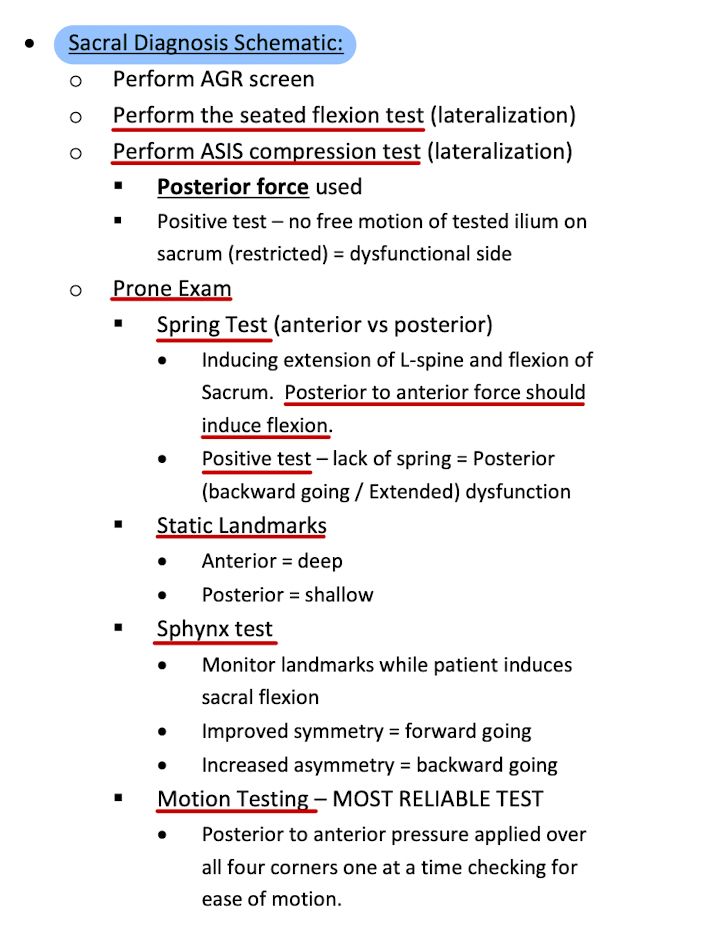 • Sacral Diagnosis Schematic:
o Perform AGR screen
o Perform the seated flexion test (lateralization)
o Perform ASIS compression test (lateralization)
▪ Posterior force used
▪ Positive test – no free motion of tested ilium on
sacrum (restricted) = dysfunctional side
o Prone Exam
▪ Spring Test (anterior vs posterior)
• Inducing extension of L-spine and flexion of
Sacrum. Posterior to anterior force should
induce flexion.
• Positive test – lack of spring = Posterior
(backward going / Extended) dysfunction
▪ Static Landmarks
• Anterior = deep
• Posterior = shallow
▪ Sphynx test
• Monitor landmarks while patient induces
sacral flexion
• Improved symmetry = forward going
• Increased asymmetry = backward going
▪ Motion Testing – MOST RELIABLE TEST
• Posterior to anterior pressure applied over
all four corners one at a time checking for
ease of motion.